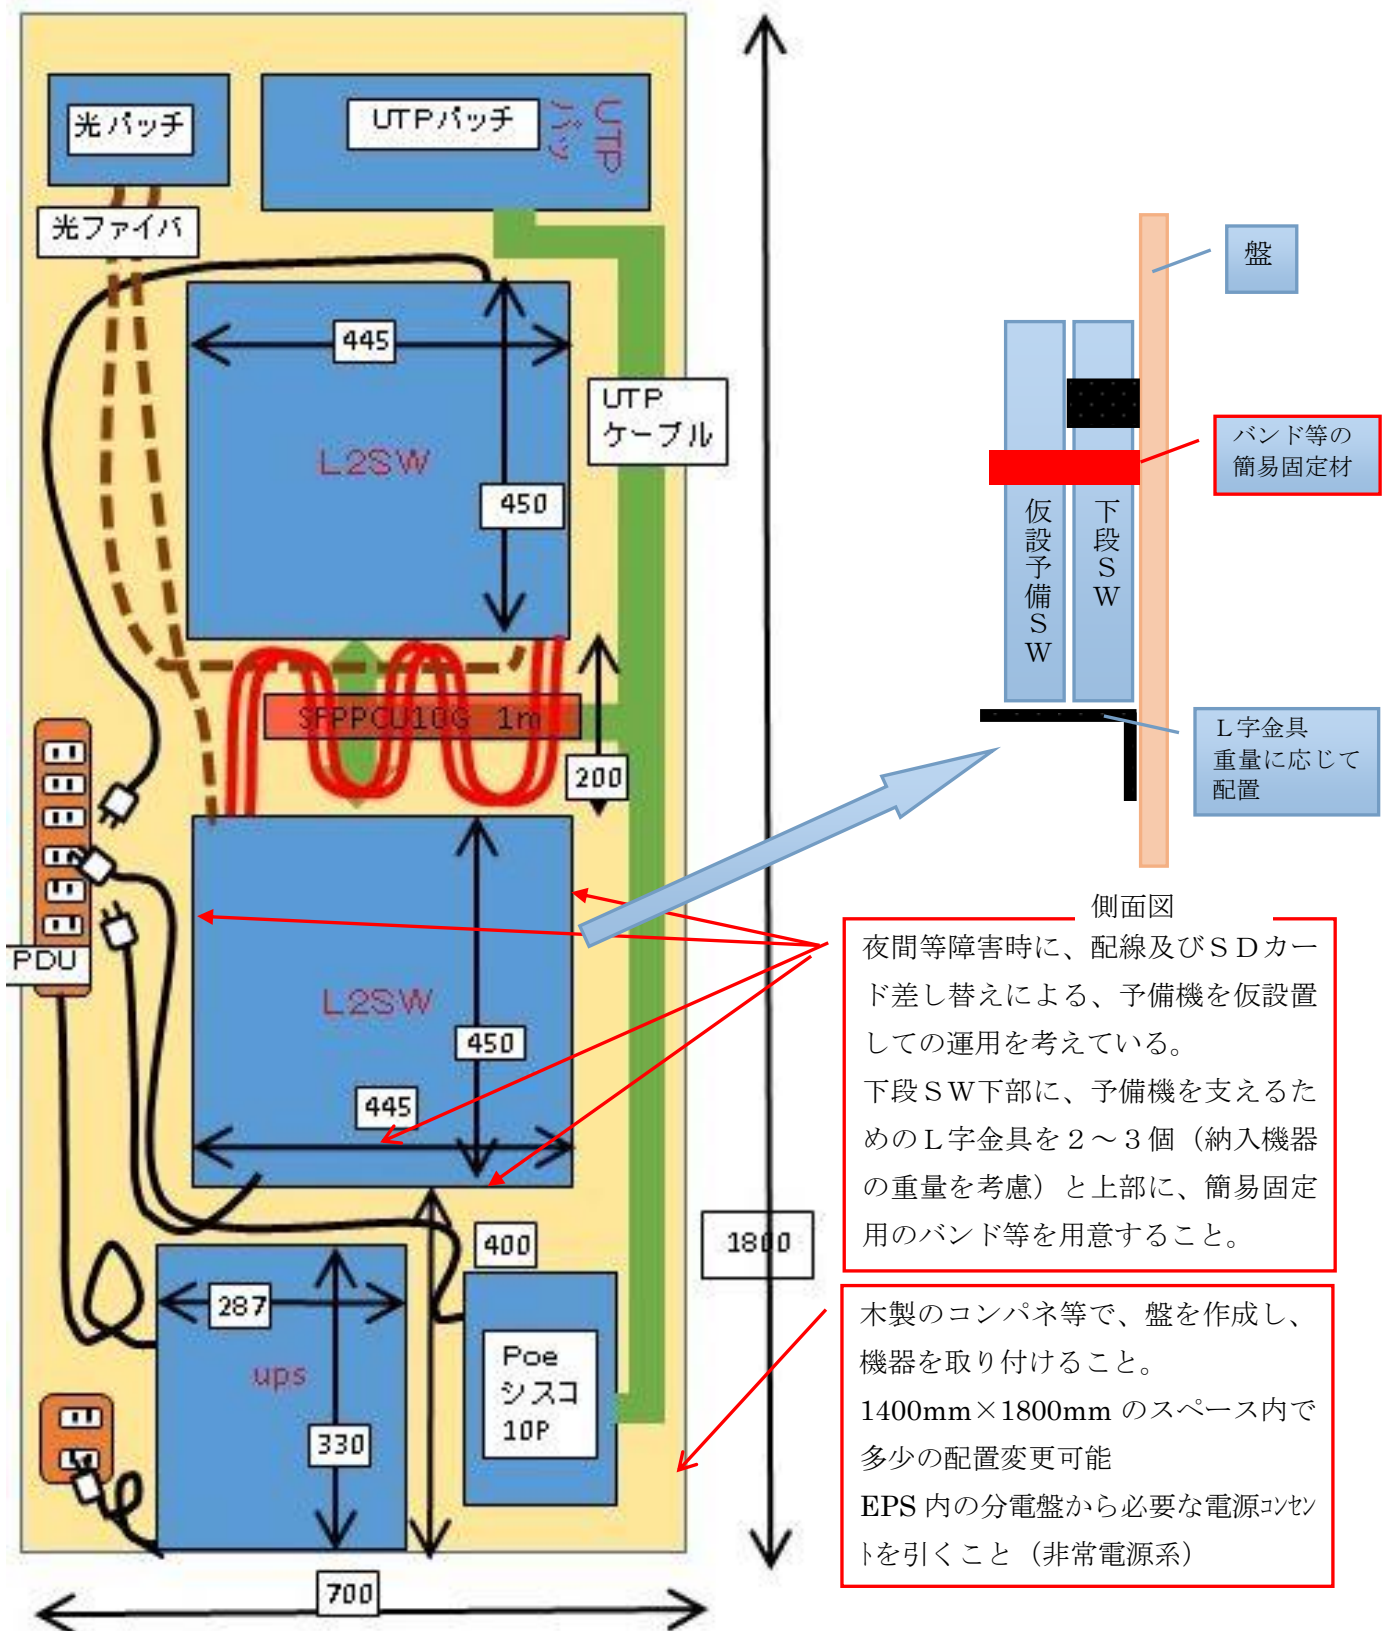 光パッチ
UTPパッチ
UTP
パッ
光ファイバ
445
L2SW
450
UTP
ケーブル
SFPPCU10G 1m
200
PDU
L2SW
450
445
400
1800
287
ups
330
Poe
シスコ
10P
700
盤
バンド等の
簡易固定材
仮設予備SW
下段SW
L字金具
重量に応じて
配置
側面図
夜間等障害時に、配線及びSDカー
ド差し替えによる、予備機を仮設置
しての運用を考えている。
下段SW下部に、予備機を支えるた
めのL字金具を2~3個(納入機器
の重量を考慮)と上部に、簡易固定
用のバンド等を用意すること。
木製のコンパネ等で、盤を作成し、
機器を取り付けること。
1400mm×1800mmのスペース内で
多少の配置変更可能
EPS内の分電盤から必要な電源ｺﾝｾﾝ
ﾄを引くこと(非常電源系)